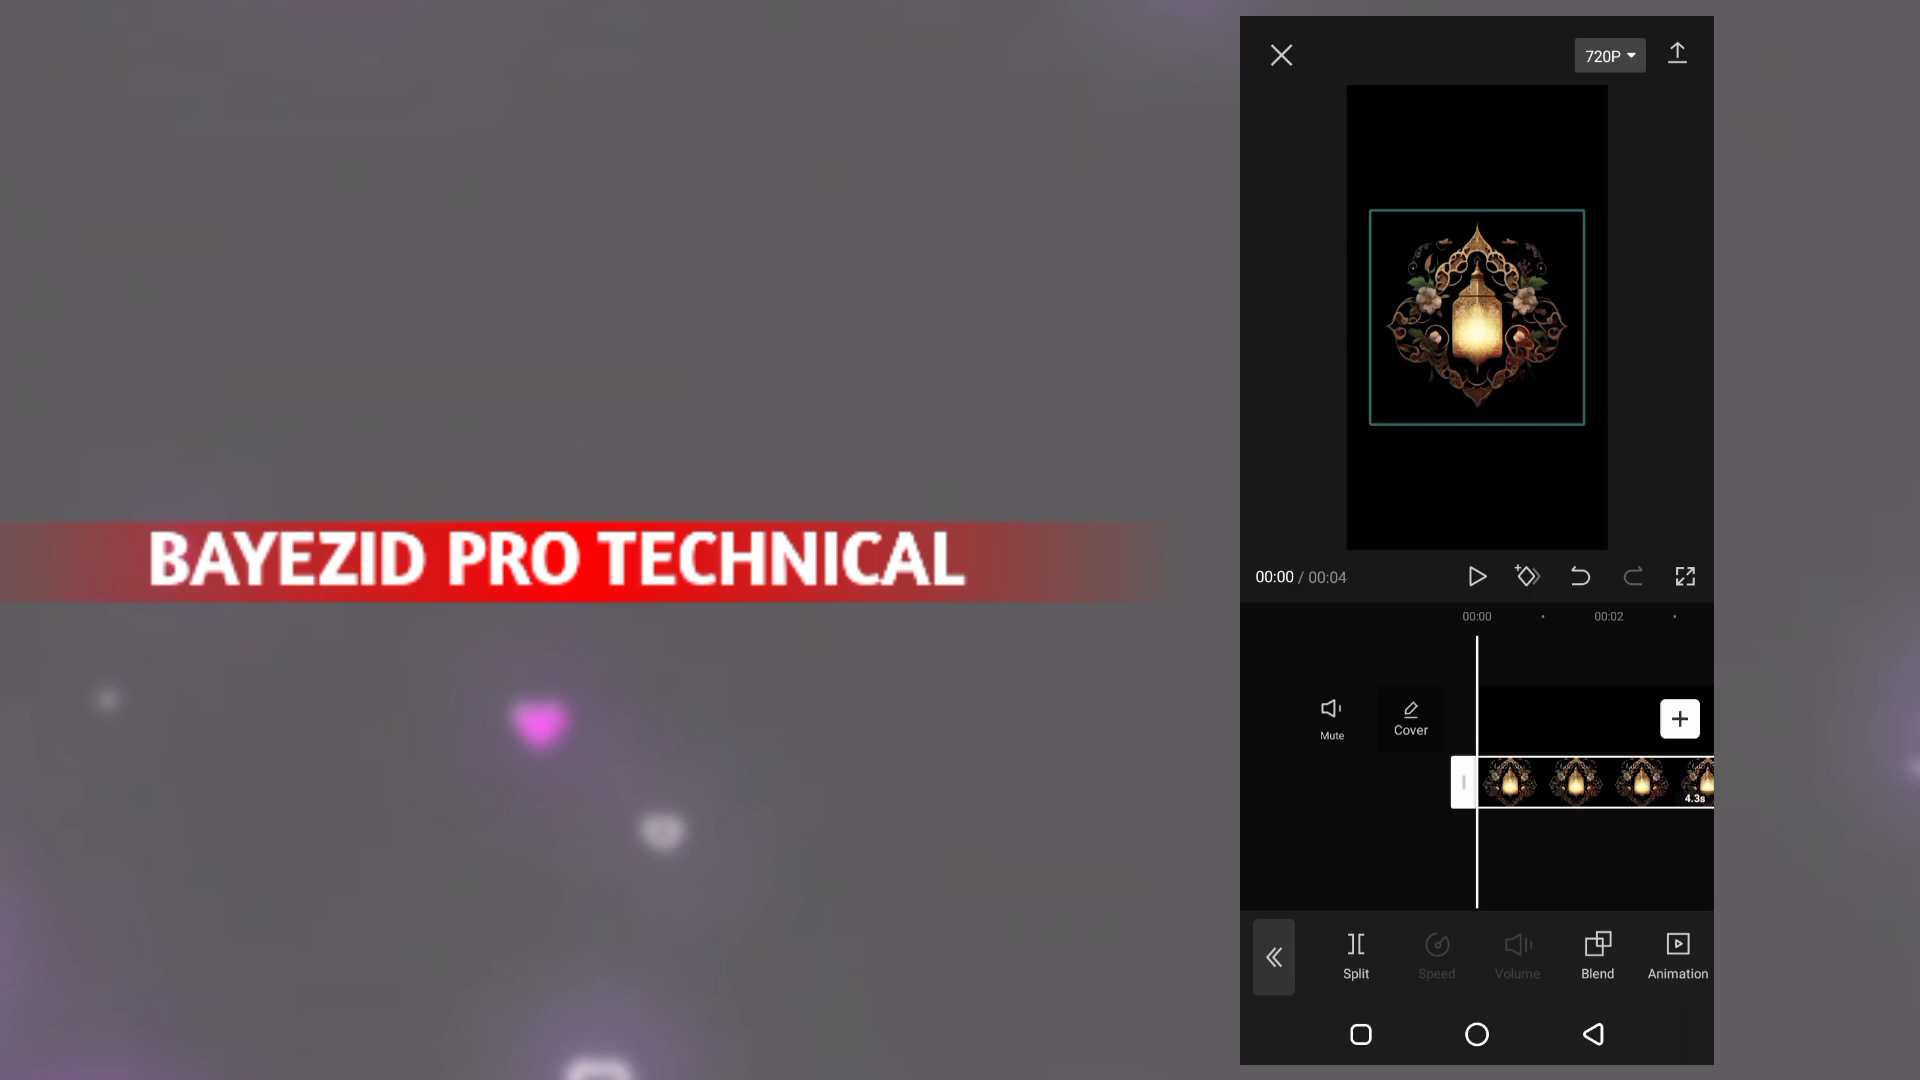 720P
BAYEZID PRO TECHNICAL
00:00 / 00:04
00:00
00:02
Mute
Cover
4.3s
Split
Speed
Volume
Blend
Animation